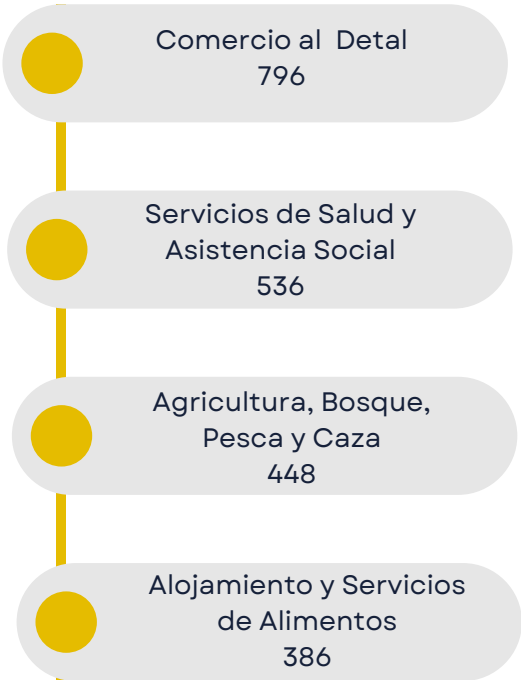 Comercio al  Detal
796
Servicios de Salud y
Asistencia Social
536
Agricultura, Bosque,
Pesca y Caza
448
Alojamiento y Servicios
de Alimentos
386